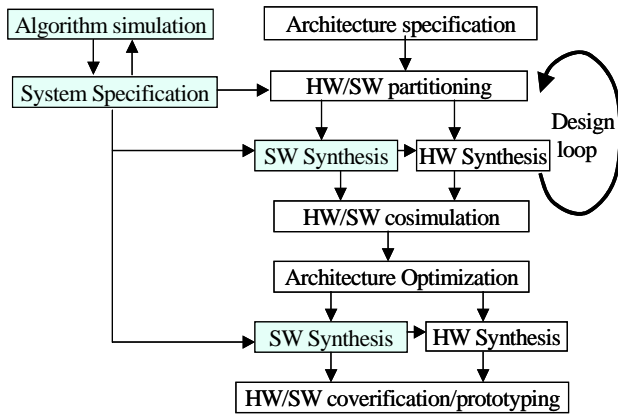 Algorithm simulation
Architecture specification
System Specification
HW/SW partitioning
Design
loop
SW Synthesis
HW Synthesis
HW/SW cosimulation
Architecture Optimization
SW Synthesis
HW Synthesis
HW/SW coverification/prototyping